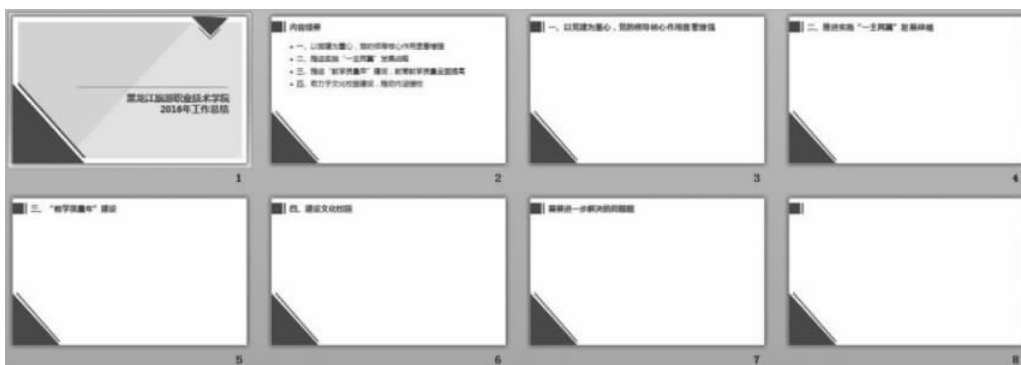 黑龙江旅游职业技术学院
2016年工作总结
1
内容提要
• 一、以党建为重心，党的领导核心作用显著增强
• 二、推进实施“一主两翼”发展战略
• 三、推进“教学质量年”建设，教育教学质量全面提高
• 四、着力于文化校园建设，推动内涵
2
一、以党建为重心，党的领导核心作用显著增强
3
二、推进实施“一主两翼”发展战略
4
三、“教学质量年”建设
5
四、建设文化校园
6
需要进一步解决的问题
7
8